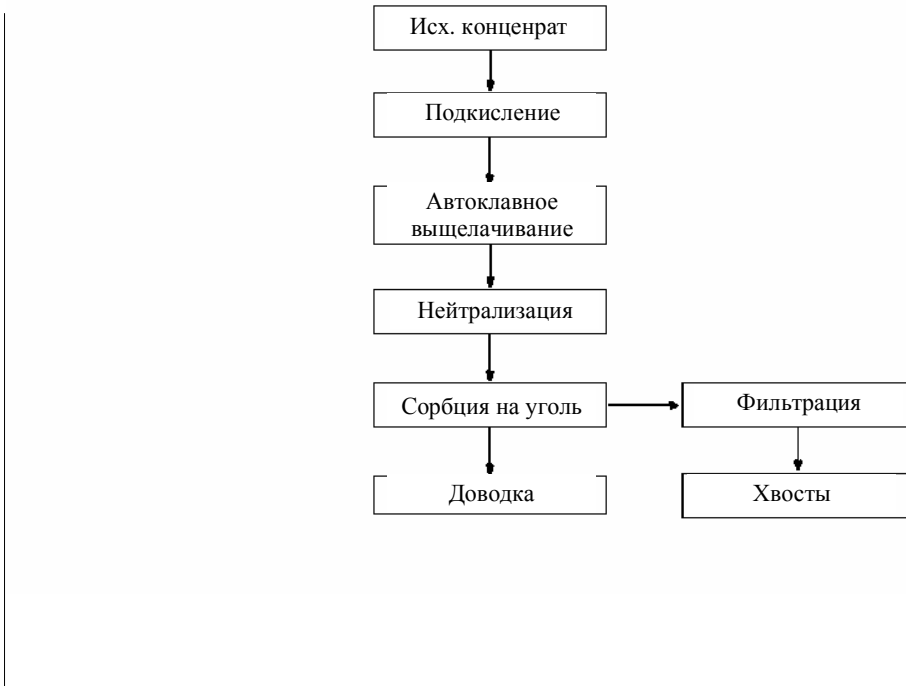 Исх. конценрат
Подкисление
Автоклавное
выщелачивание
Нейтрализация
Сорбция на уголь
Фильтрация
Доводка
Хвосты